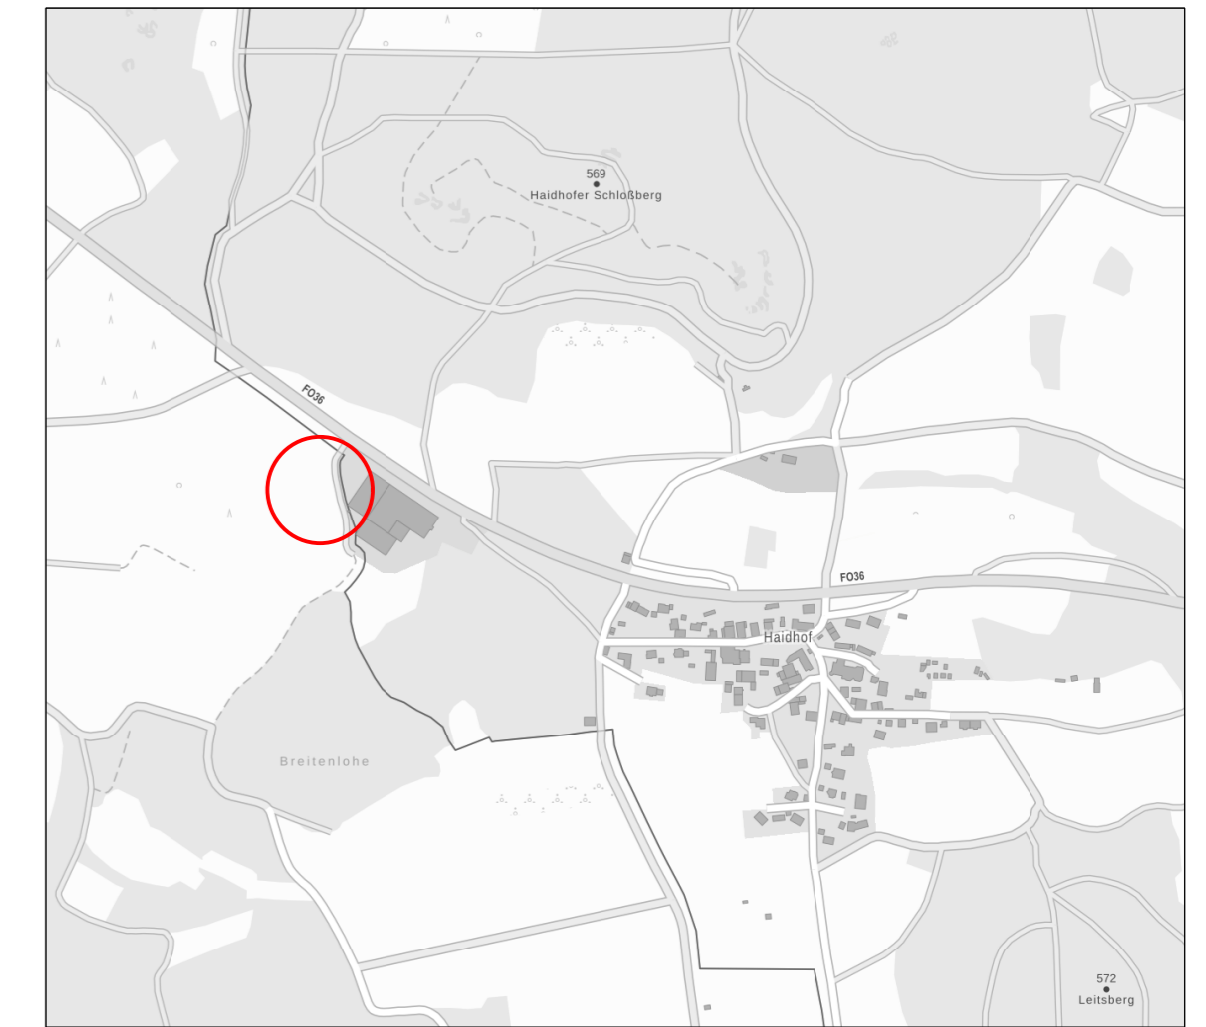 569
Haidhofer Schloßberg
FO36
FO36
Haidhof
Breitenlohe
572
Leitsberg